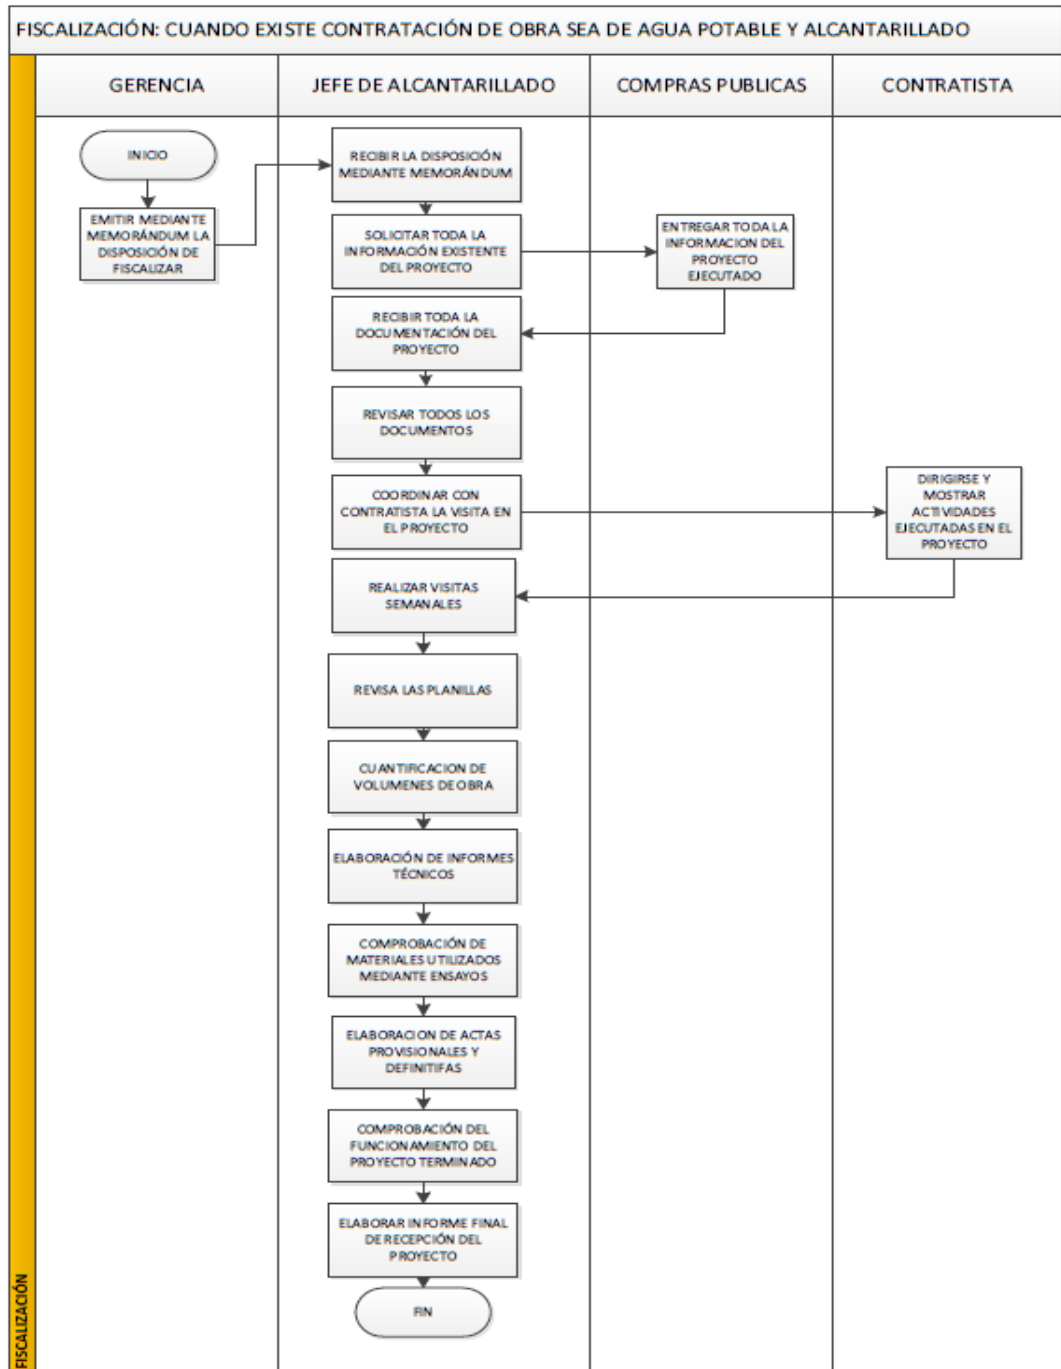 FISCALIZACIÓN: CUANDO EXISTE CONTRATACIÓN DE OBRA SEA DE AGUA POTABLE Y ALCANTARILLADO
GERENCIA
JEFE DE ALCANTARILLADO
COMPRAS PUBLICAS
CONTRATISTA
INICIO
EMITIR MEDIANTE
MEMORÁNDUM LA
DISPOSICIÓN DE
FISCALIZAR
RECIBIR LA DISPOSICIÓN
MEDIANTE MEMORÁNDUM
SOLICITAR TODA LA
INFORMACIÓN EXISTENTE
DEL PROYECTO
ENTREGAR TODA LA
INFORMACION DEL
PROYECTO
EJECUTADO
RECIBIR TODA LA
DOCUMENTACIÓN DEL
PROYECTO
REVISAR TODOS LOS
DOCUMENTOS
COORDINAR CON
CONTRATISTA LA VISITA EN
EL PROYECTO
DIRIGIRSE Y
MOSTRAR
ACTIVIDADES
EJECUTADAS EN EL
PROYECTO
REALIZAR VISITAS
SEMANALES
REVISA LAS PLANILLAS
CUANTIFICACION DE
VOLUMENES DE OBRA
ELABORACIÓN DE INFORMES
TÉCNICOS
COMPROBACIÓN DE
MATERIALES UTILIZADOS
MEDIANTE ENSAYOS
ELABORACION DE ACTAS
PROVISIONALES Y
DEFINITIFAS
COMPROBACIÓN DEL
FUNCIONAMIENTO DEL
PROYECTO TERMINADO
ELABORAR INFORME FINAL
DE RECEPCIÓN DEL
PROYECTO
FIN
FISCALIZACIÓN